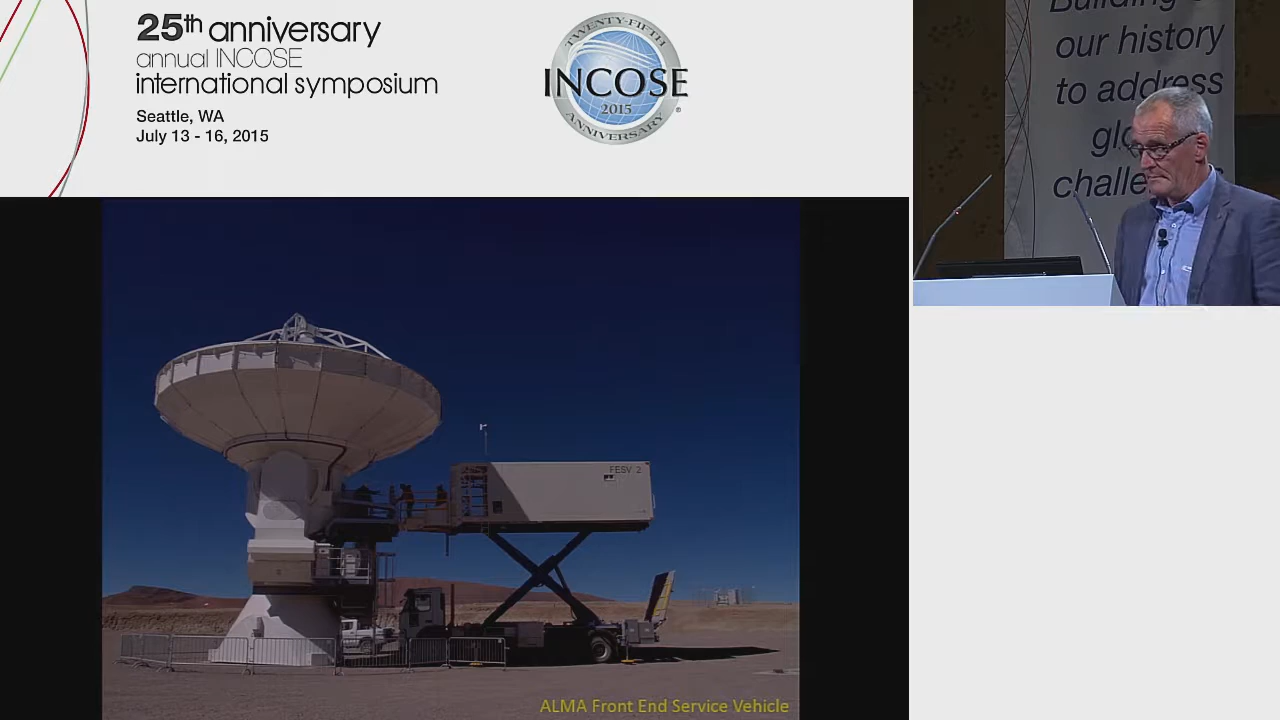 25th anniversary
annual INCOSE
international symposium
Seattle, WA
July 13 - 16, 2015
TWENTY-FIFTH
INCOSE
2015
ANNIVERSARY
®
Building
our history
to address
FESV 2
ALMA Front End Service Vehicle